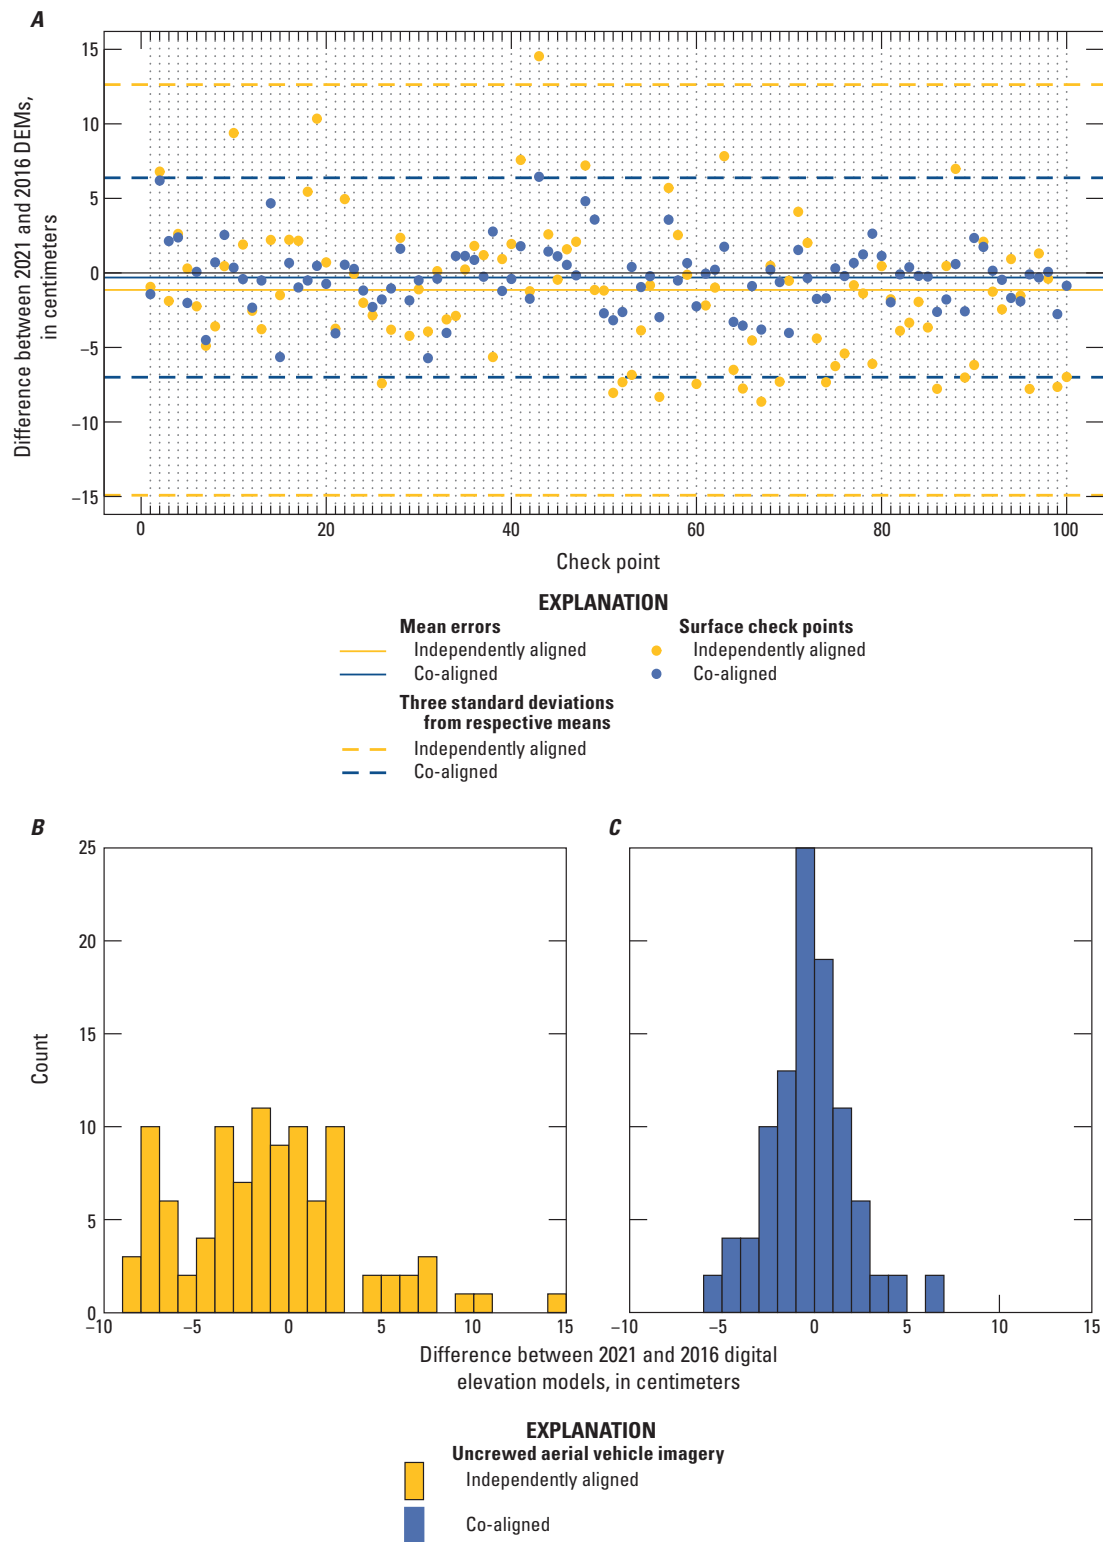 A
Difference between 2021 and 2016 DEMs,
in centimeters
15
10
5
0
−5
−10
−15
0
20
40
60
80
100
Check point
EXPLANATION
Mean errors
Independently aligned
Co-aligned
Three standard deviations
from respective means
Independently aligned
Co-aligned
Surface check points
Independently aligned
Co-aligned
B
Count
25
20
15
10
5
0
−10
−5
0
5
10
15
C
−10
−5
0
5
10
15
Difference between 2021 and 2016 digital
elevation models, in centimeters
EXPLANATION
Uncrewed aerial vehicle imagery
Independently aligned
Co-aligned